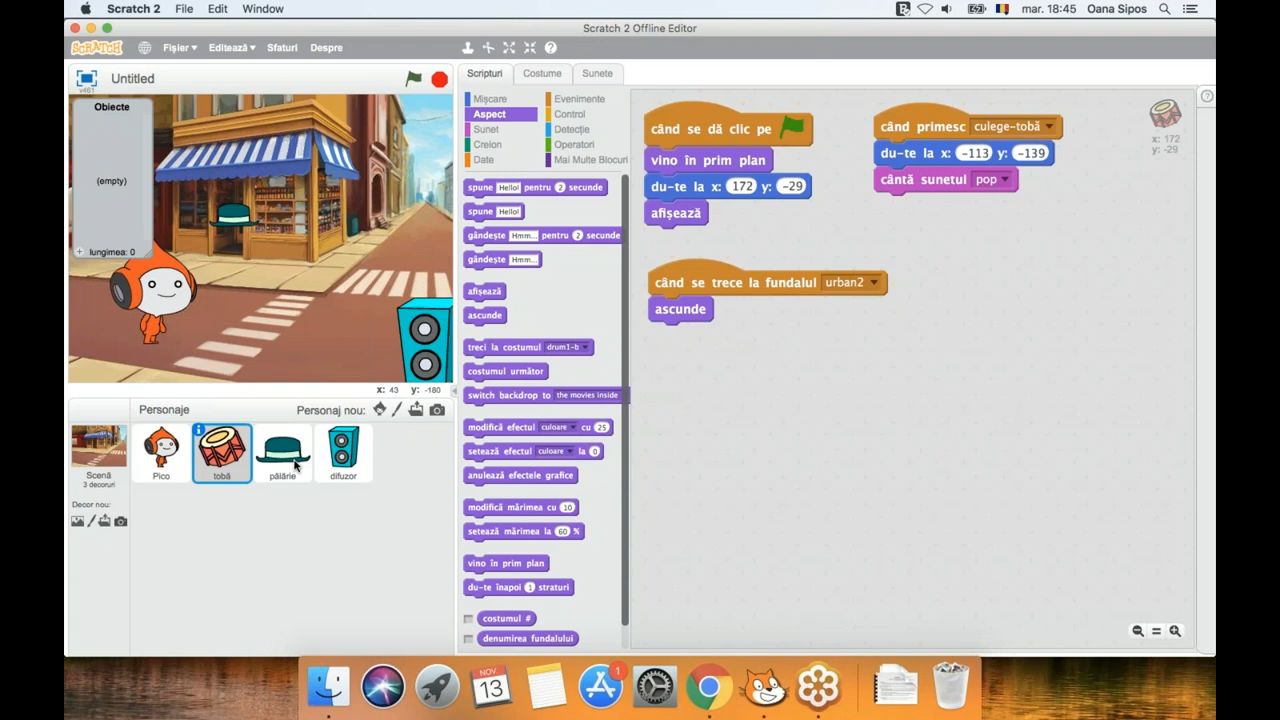 Scratch 2 File Edit Window mar. 18:45 Oana Sipos
Scratch 2 Offline Editor
SCRATCH Fișier Editează Sfaturi Despre
Untitled
v461
Obiecte
(empty)
+ lungimea: 0
x: 43 y: -180
Personaje Personaj nou:
Scenă
3 decoruri
Decor nou:
Pico
tobă
pălărie
difuzor
Scripturi Costume Sunete
Mișcare Evenimente
Aspect Control
Sunet Detecție
Creion Operatori
Date Mai Multe Blocuri
spune Hello! pentru 2 secunde
spune Hello!
gândește Hmm... pentru 2 secunde
gândește Hmm...
afișează
ascunde
treci la costumul drum1-b
costumul următor
switch backdrop to the movies inside
modifică efectul culoare cu 25
setează efectul culoare la 0
anulează efectele grafice
modifică mărimea cu 10
setează mărimea la 60 %
vino în prim plan
du-te înapoi 1 straturi
costumul #
denumirea fundalului
când se dă clic pe
vino în prim plan
du-te la x: 172 y: -29
afișează
când se trece la fundalul urban2
ascunde
când primesc culege-tobă
du-te la x: -113 y: -139
cântă sunetul pop
x: 172
y: -29
NOV
13
1